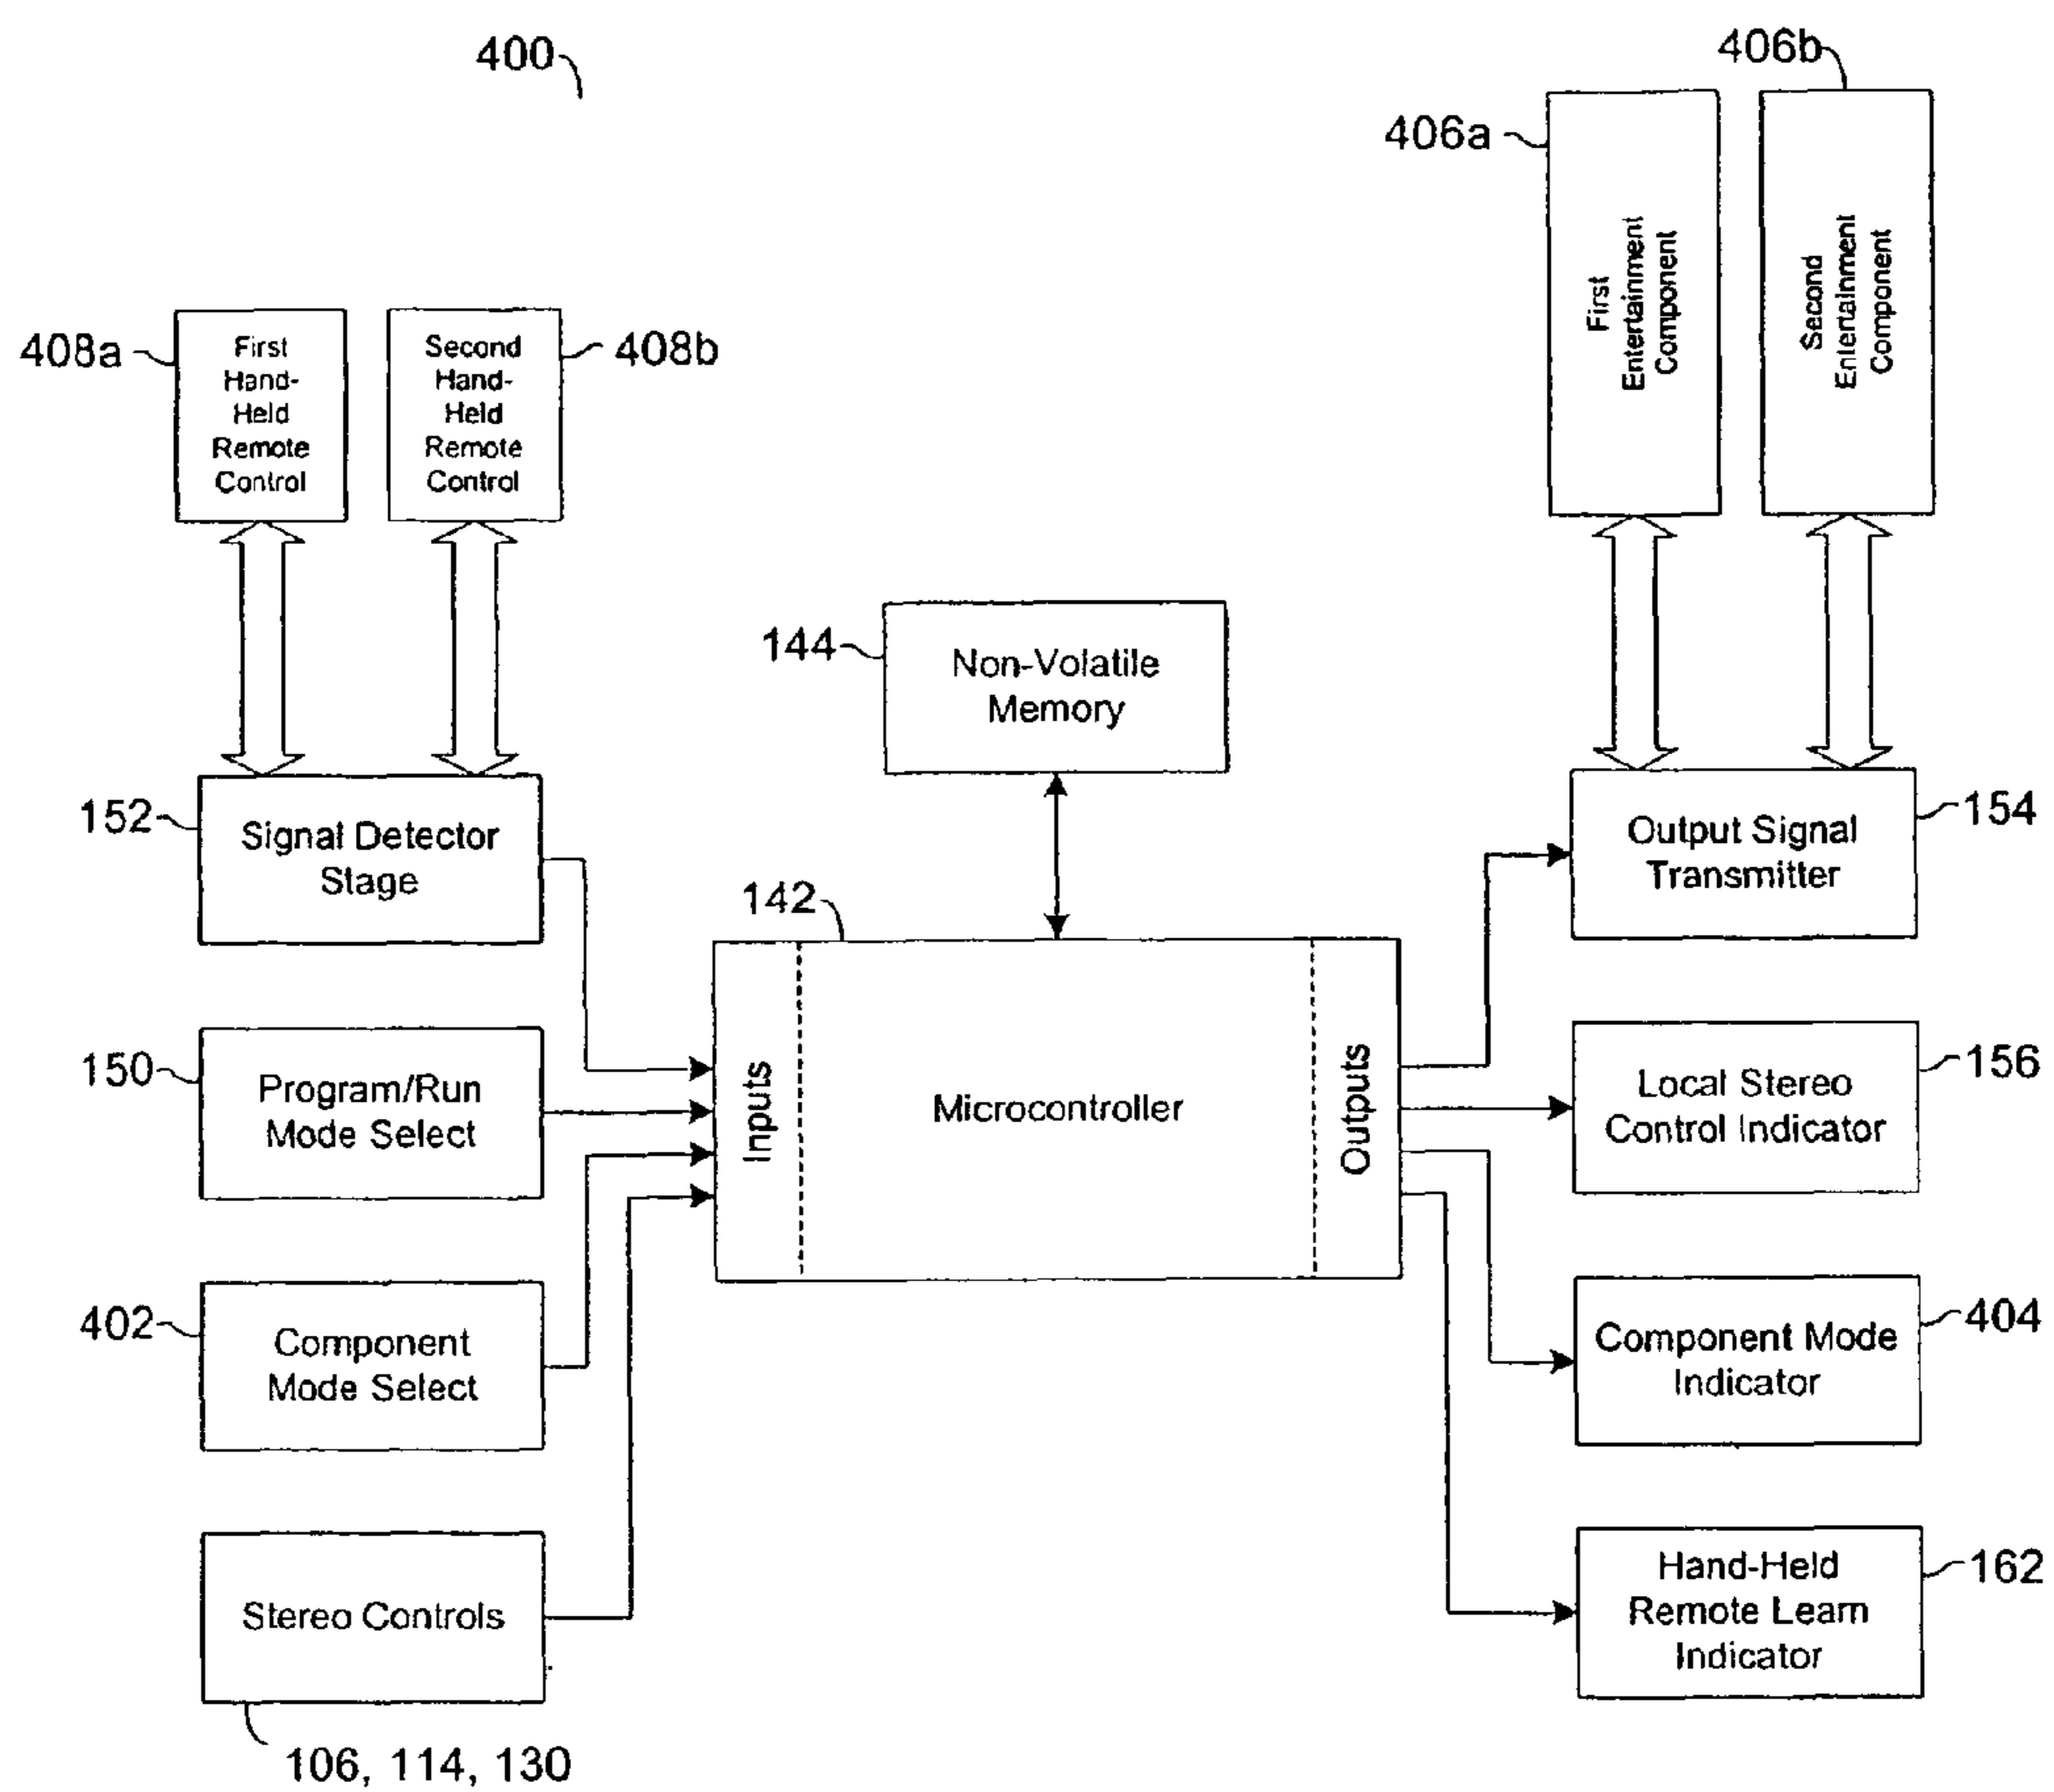 400
406b
406a
First
Entertainment
Component
Second
Entertainment
Component
408a
First
Hand-
Held
Remote
Control
Second
Hand-
Held
Remote
Control
408b
144
Non-Volatile
Memory
152
Signal Detector
Stage
142
Output Signal
Transmitter
154
150
Program/Run
Mode Select
Inputs
Microcontroller
Outputs
Local Stereo
Control Indicator
156
402
Component
Mode Select
Component Mode
Indicator
404
Stereo Controls
106, 114, 130
Hand-Held
Remote Learn
Indicator
162